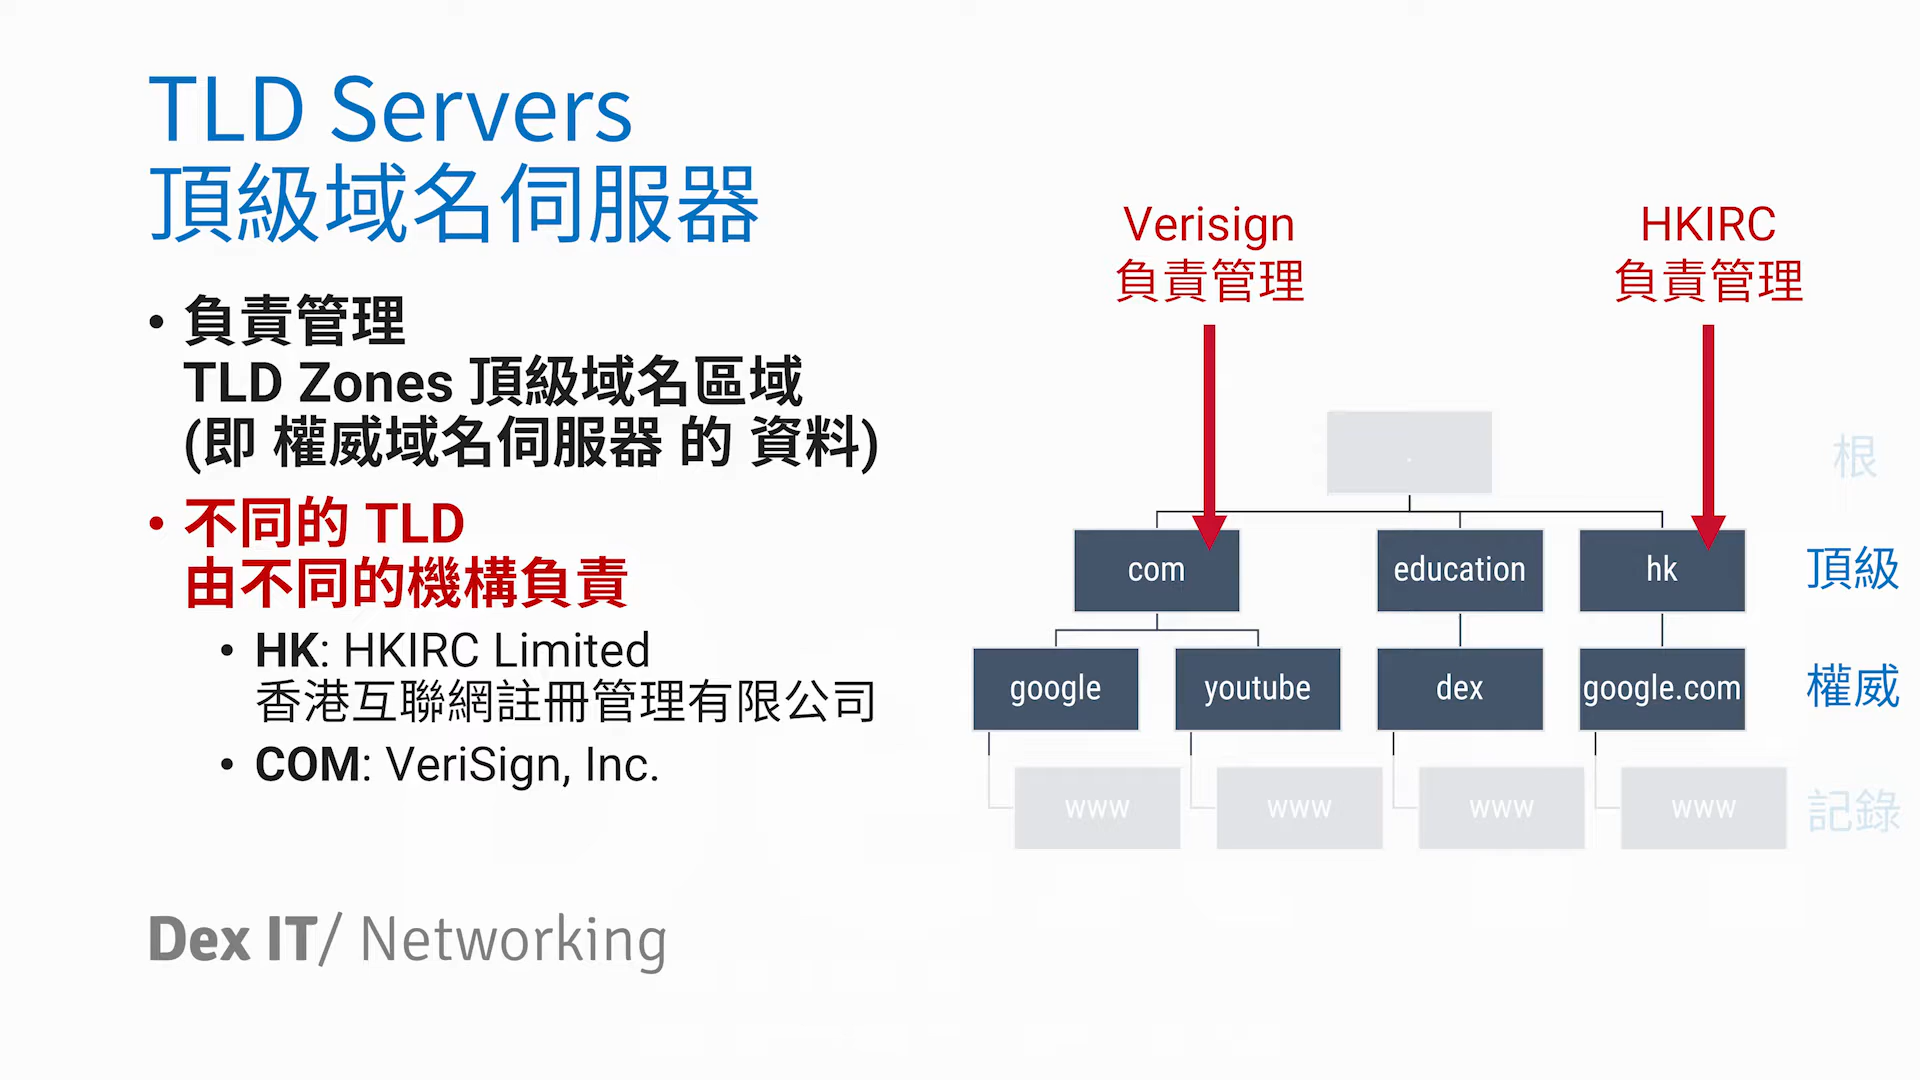 TLD Servers
頂級域名伺服器
• 負責管理
TLD Zones 頂級域名區域
(即 權威域名伺服器 的 資料)
• 不同的 TLD
由不同的機構負責
• HK: HKIRC Limited
香港互聯網註冊管理有限公司
• COM: VeriSign, Inc.
Dex IT/ Networking
Verisign
負責管理
HKIRC
負責管理
.
根
com
education
hk
頂級
google
youtube
dex
google.com
權威
www
www
www
www
記錄